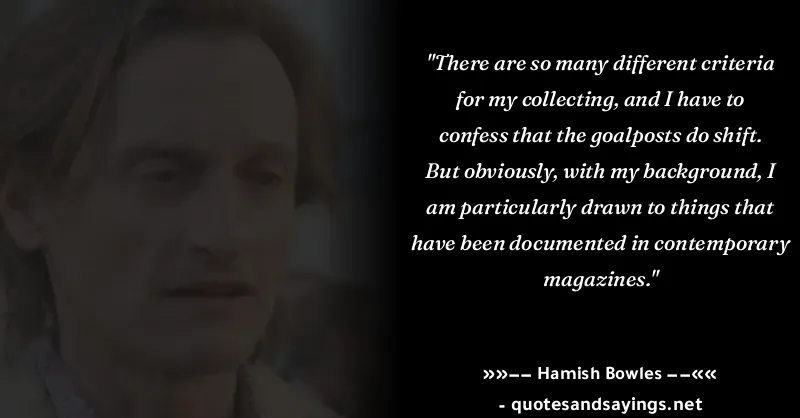 "There are so many different criteria
for my collecting, and I have to
confess that the goalposts do shift.
But obviously, with my background, I
am particularly drawn to things that
have been documented in contemporary
magazines."
»»−− Hamish Bowles −−««
- quotesandsayings.net